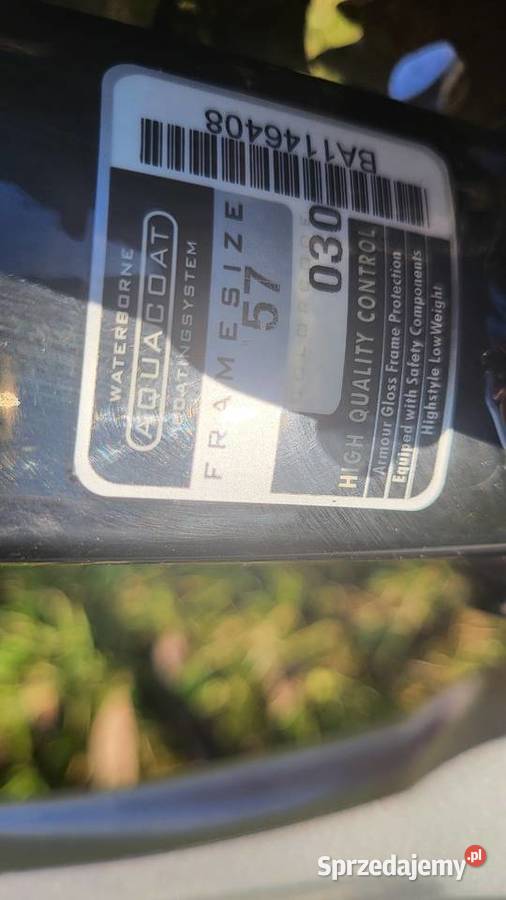 BA1146408
WATERBORNE
AQUACOAT
COATINGSYSTEM
FRAMESIZE
57
030
HIGH QUALITY CONTROL
Armour Gloss Frame Protection
Equiped with Safety Components
Highstyle LowWeight
Sprzedajemy.pl